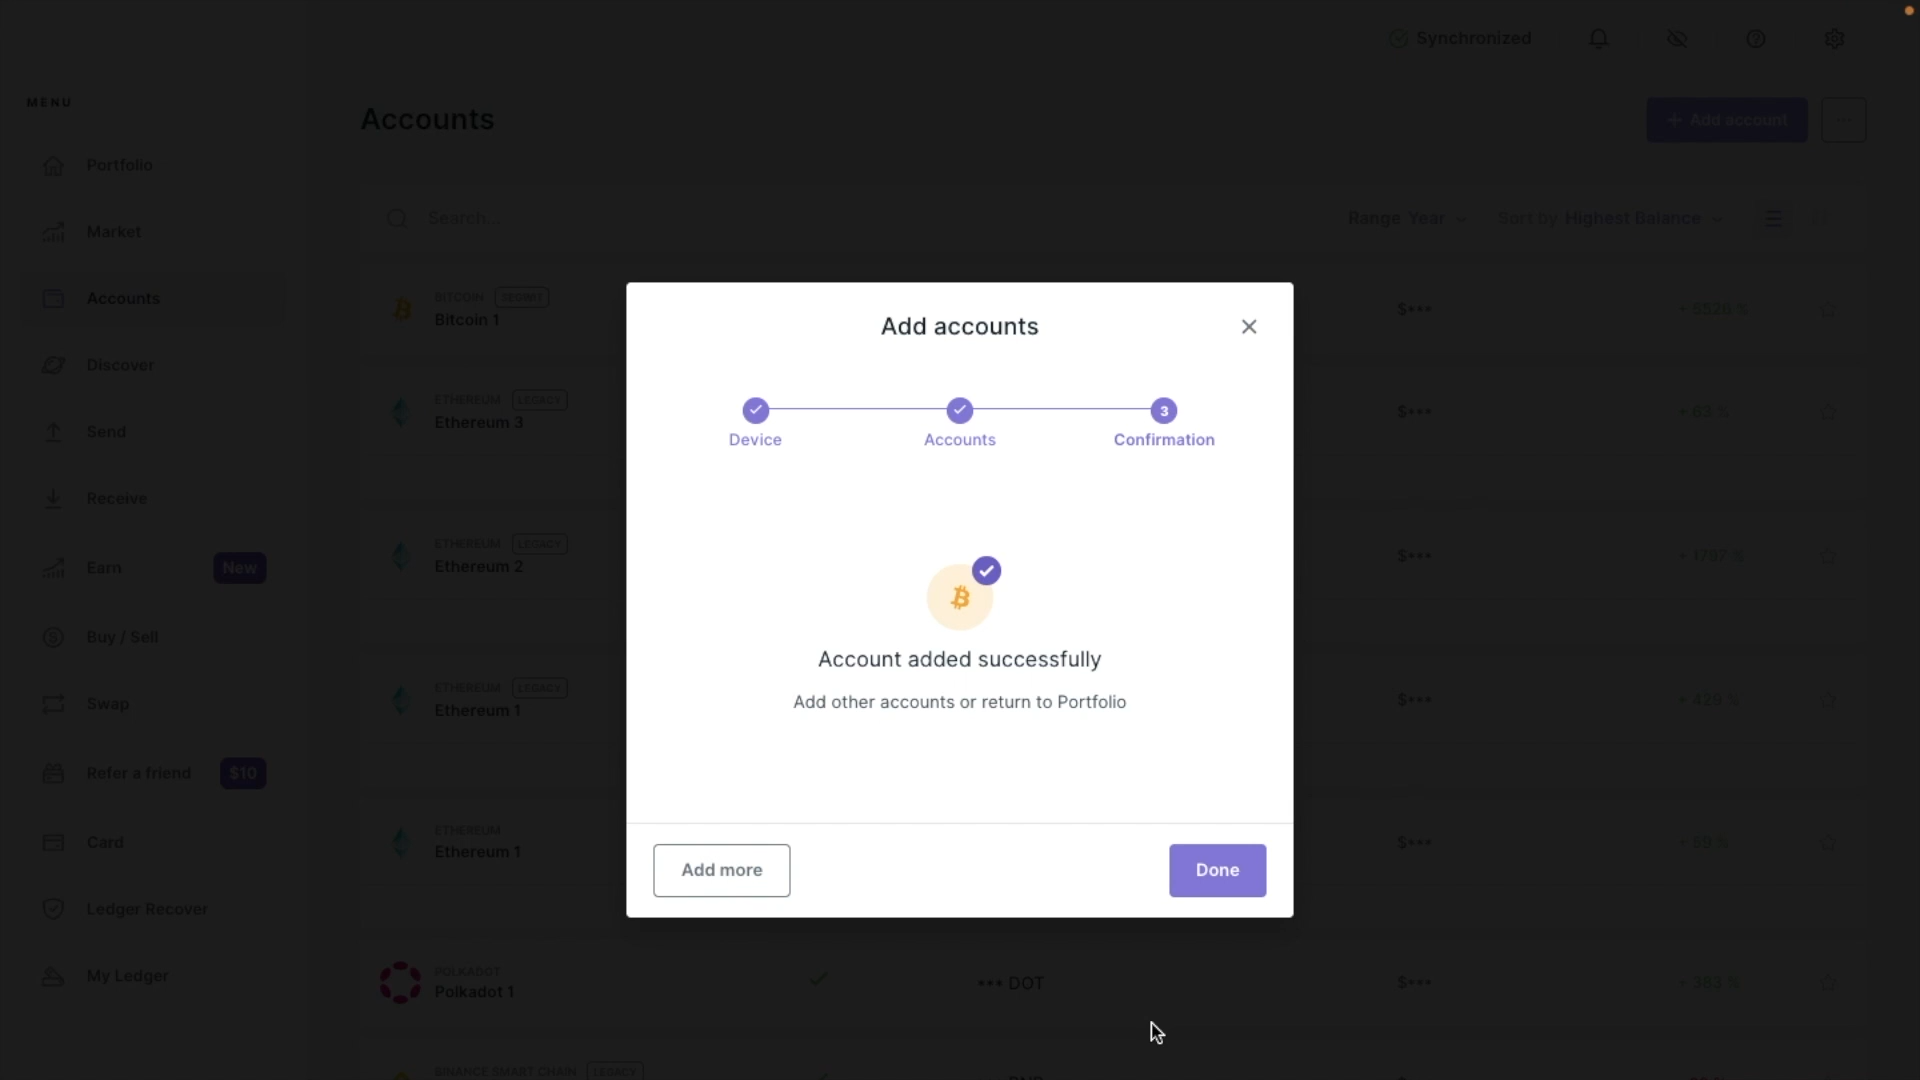 Synchronized
MENU
Accounts
+ Add account
Portfolio
Market
Accounts
Discover
Send
Receive
Earn New
Buy / Sell
Swap
Refer a friend $10
Card
Ledger Recover
My Ledger
Search...
Range Year
Sort by Highest Balance
BITCOIN SEGWIT
Bitcoin 1
$***
ETHEREUM LEGACY
Ethereum 3
$***
+ 83 %
ETHEREUM LEGACY
Ethereum 2
$***
ETHEREUM LEGACY
Ethereum 1
$***
+ 429 %
ETHEREUM
Ethereum 1
$***
POLKADOT
Polkadot 1
*** DOT
$***
+ 383 %
BINANCE SMART CHAIN LEGACY
Add accounts
3
Device
Accounts
Confirmation
Account added successfully
Add other accounts or return to Portfolio
Add more
Done